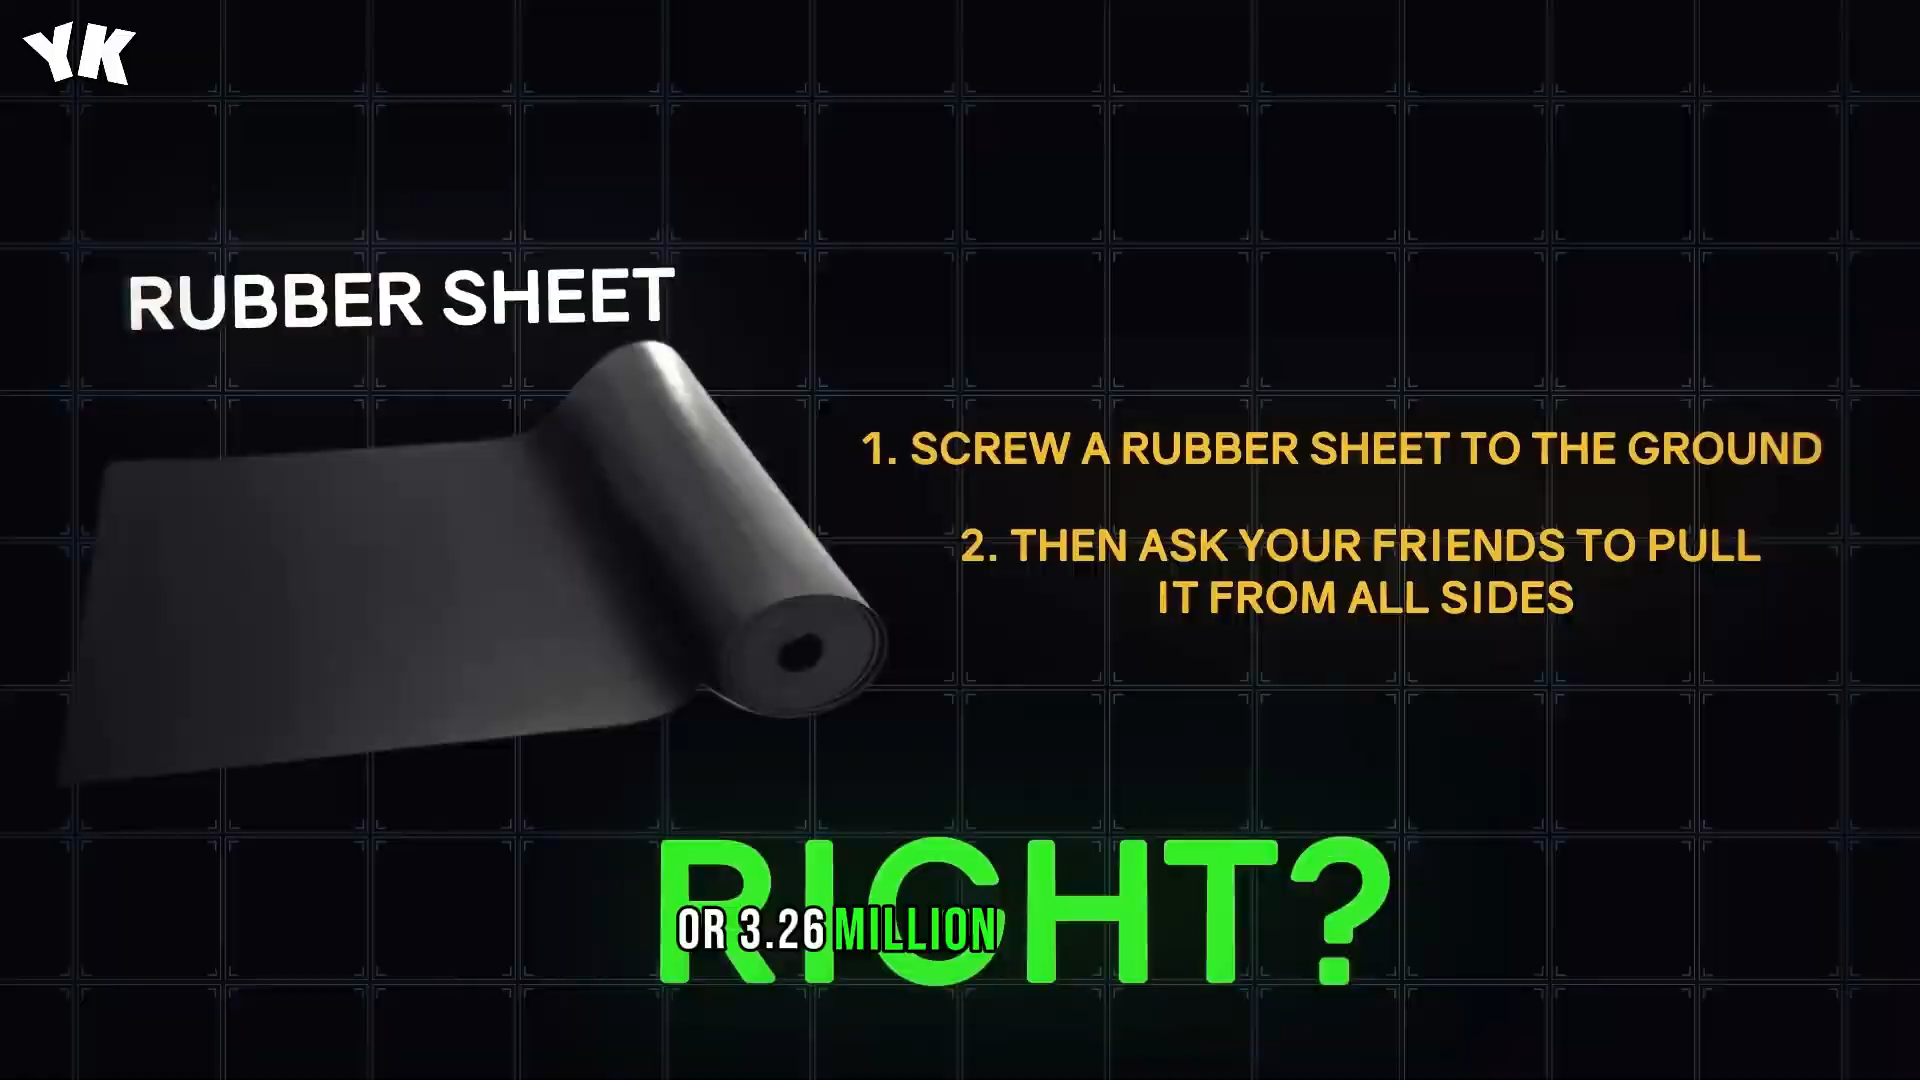 YK
RUBBER SHEET
1. SCREW A RUBBER SHEET TO THE GROUND
2. THEN ASK YOUR FRIENDS TO PULL
IT FROM ALL SIDES
RIGHT?
OR 3.26 MILLION